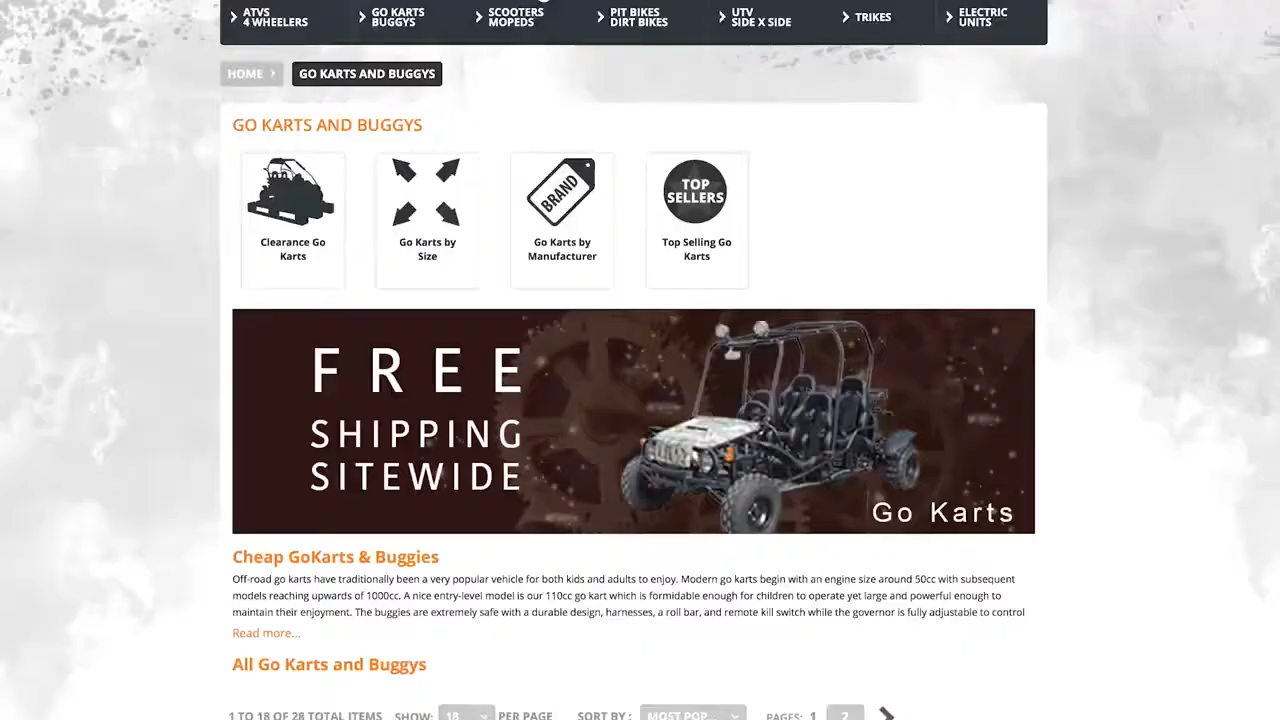 ATVS
4 WHEELERS
GO KARTS
BUGGYS
SCOOTERS
MOPEDS
PIT BIKES
DIRT BIKES
UTV
SIDE X SIDE
TRIKES
ELECTRIC
UNITS
HOME
GO KARTS AND BUGGYS
GO KARTS AND BUGGYS
BRAND
TOP
SELLERS
Clearance Go
Karts
Go Karts by
Size
Go Karts by
Manufacturer
Top Selling Go
Karts
FREE
SHIPPING
SITEWIDE
Go Karts
Cheap GoKarts & Buggies
Off-road go karts have traditionally been a very popular vehicle for both kids and adults to enjoy. Modern go karts begin with an engine size around 50cc with subsequent
models reaching upwards of 1000cc. A nice entry-level model is our 110cc go kart which is formidable enough for children to operate yet large and powerful enough to
maintain their enjoyment. The buggies are extremely safe with a durable design, harnesses, a roll bar, and remote kill switch while the governor is fully adjustable to control
Read more...
All Go Karts and Buggys
1 TO 18 OF 28 TOTAL ITEMS SHOW: 18 PER PAGE SORT BY : MOST POP... PAGES: 1 2